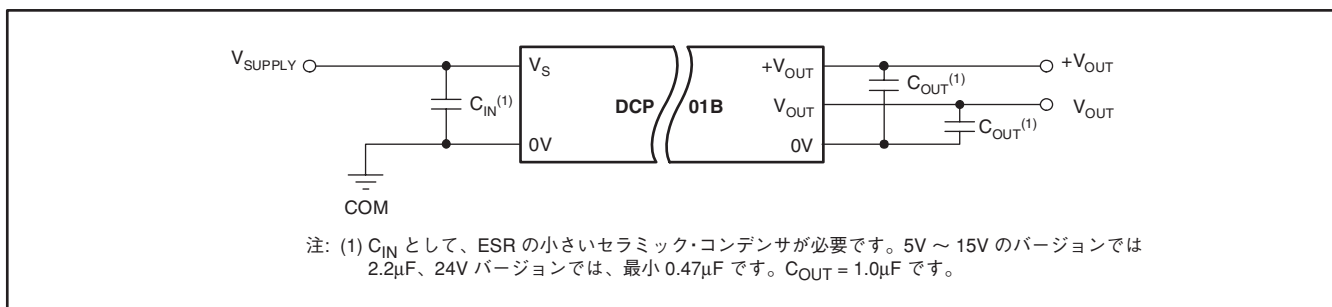 V_SUPPLY
V_S
C_IN(1)
0V
COM
DCP 01B
+V_OUT
V_OUT
0V
C_OUT(1)
C_OUT(1)
+V_OUT
V_OUT
注: (1) C_IN として、ESR の小さいセラミック・コンデンサが必要です。5V ～ 15V のバージョンでは
2.2μF、24V バージョンでは、最小 0.47μF です。C_OUT = 1.0μF です。